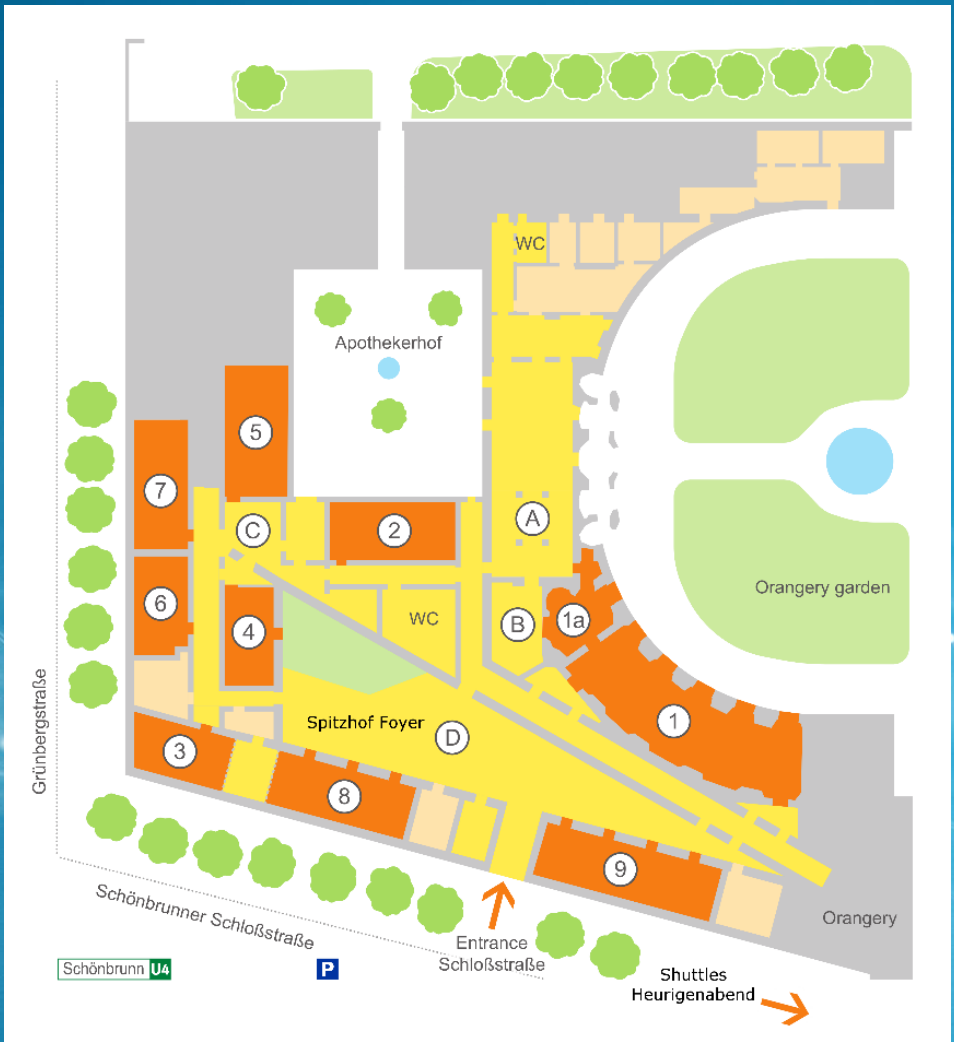 WC
Apothekerhof
5
7
C
2
A
Orangery garden
6
4
WC
B
1a
Grünbergstraße
Spitzhof Foyer
D
1
3
8
9
Schönbrunner Schloßstraße
Orangery
Entrance
Schloßstraße
Schönbrunn U4
P
Shuttles
Heurigenabend